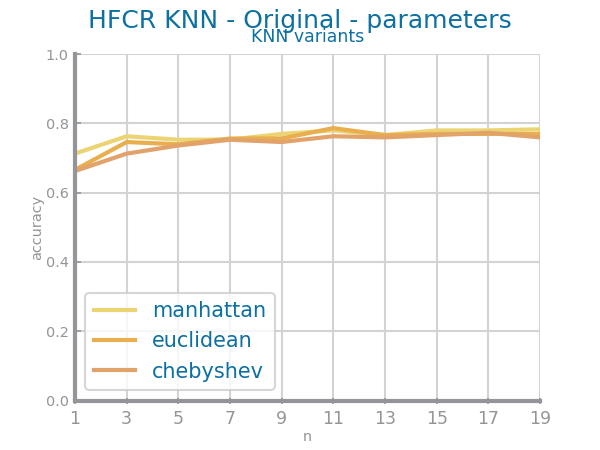 HFCR KNN - Original - parameters
KNN variants
1.0
0.8
0.6
0.4
0.2
0.0
accuracy
manhattan
euclidean
chebyshev
1 3 5 7 9 11 13 15 17 19
n